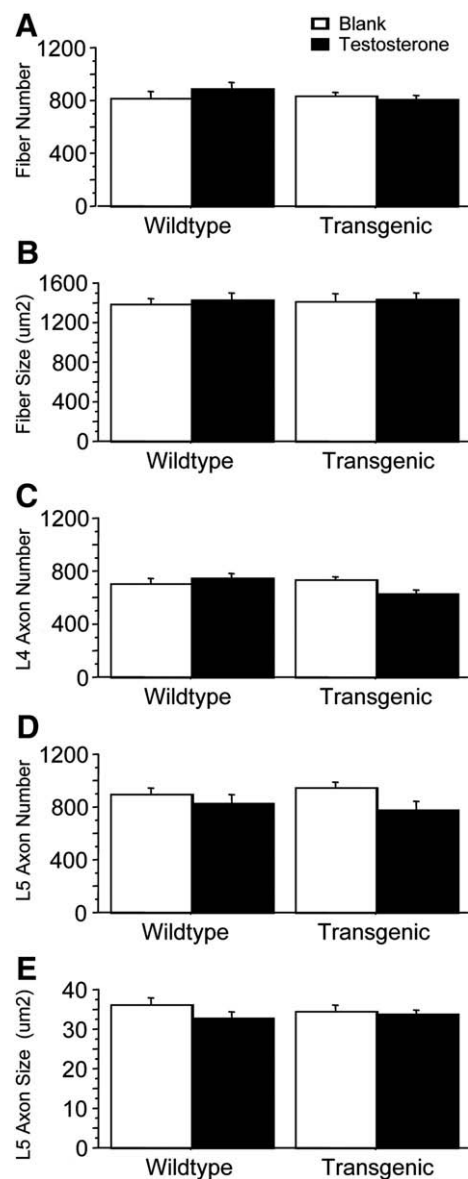 A
Blank
Testosterone
Fiber Number
1200
800
400
0
Wildtype Transgenic
B
Fiber Size (um2)
1600
1200
800
400
0
Wildtype Transgenic
C
L4 Axon Number
1200
800
400
0
Wildtype Transgenic
D
L5 Axon Number
1200
800
400
0
Wildtype Transgenic
E
L5 Axon Size (um2)
40
30
20
10
0
Wildtype Transgenic